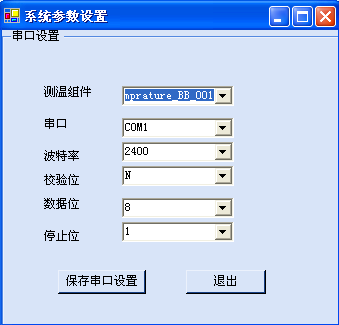 系统参数设置
串口设置
测温组件 mprature_BB_001
串口 COM1
波特率 2400
校验位 N
数据位 8
停止位 1
保存串口设置 退出